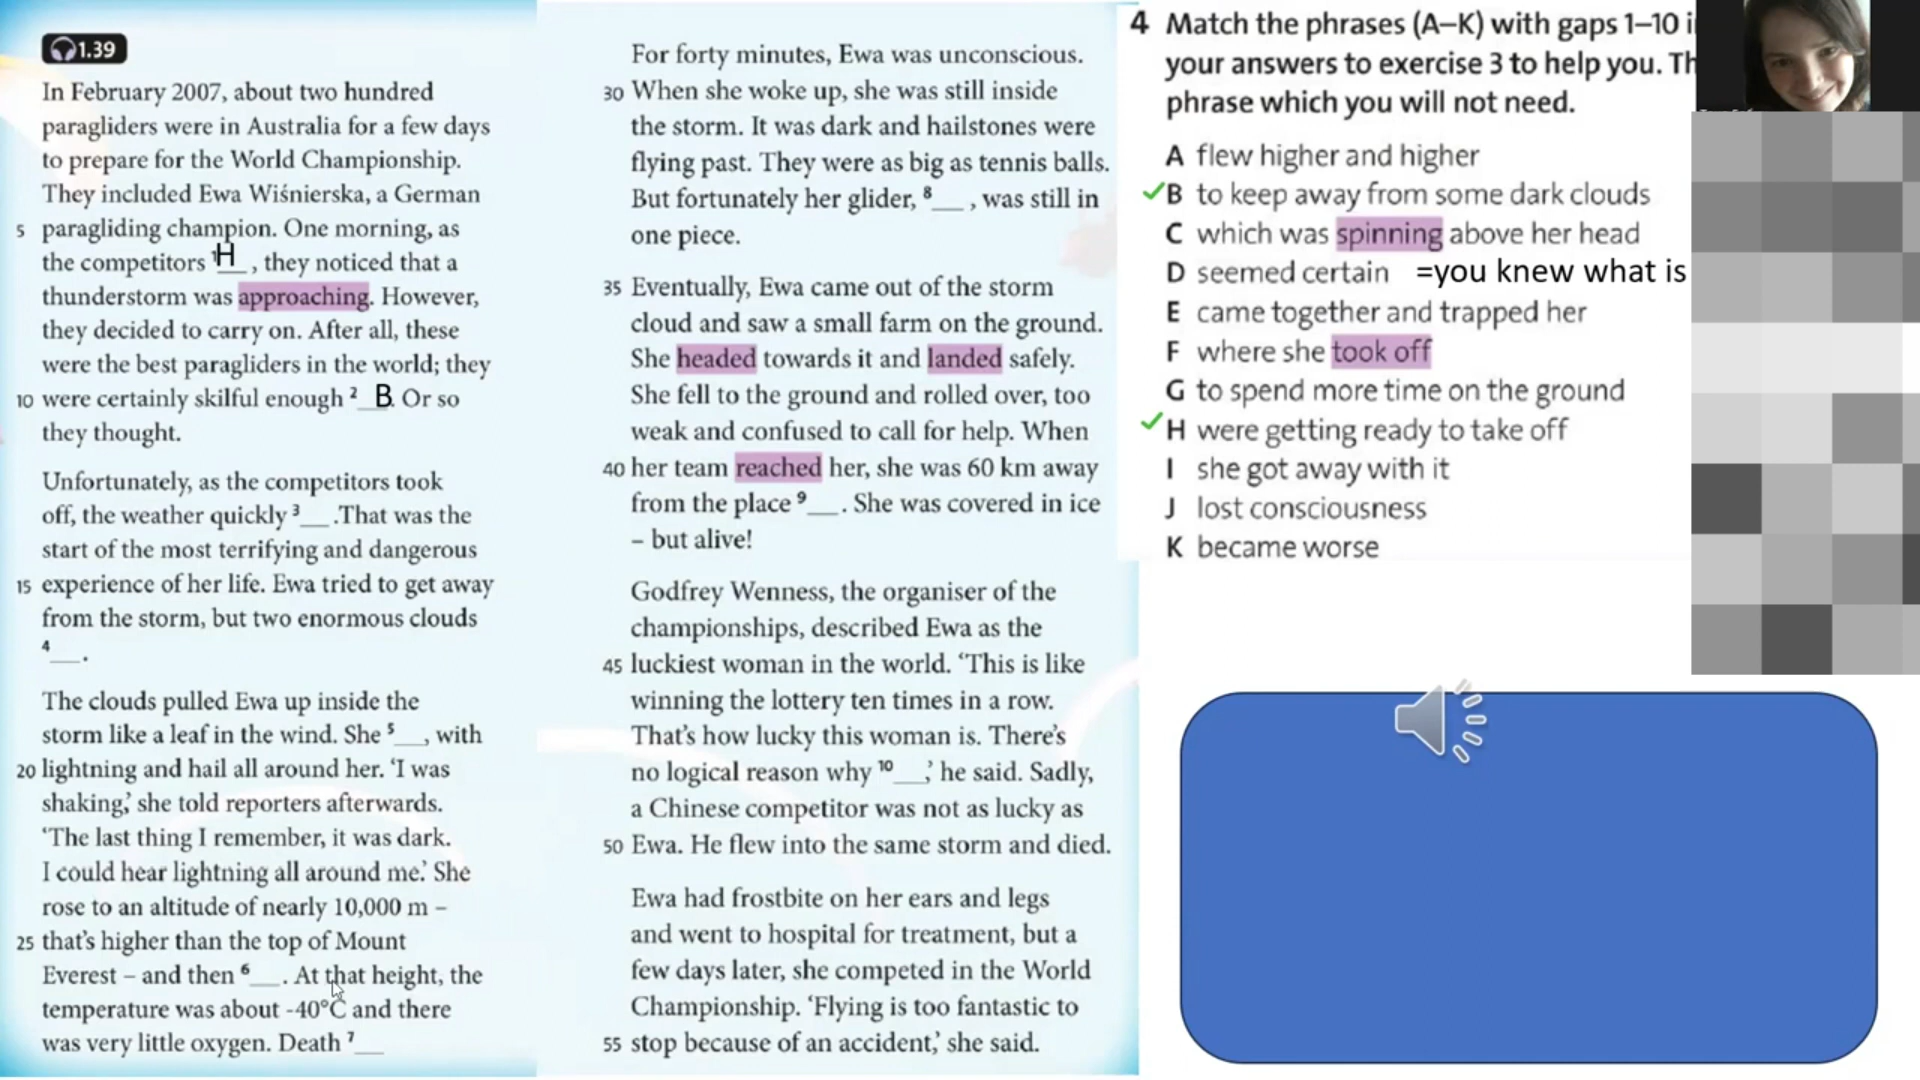 1.39
In February 2007, about two hundred
paragliders were in Australia for a few days
to prepare for the World Championship.
They included Ewa Wiśnierska, a German
5 paragliding champion. One morning, as
the competitors ¹ H , they noticed that a
thunderstorm was approaching. However,
they decided to carry on. After all, these
were the best paragliders in the world; they
10 were certainly skilful enough ² B. Or so
they thought.
Unfortunately, as the competitors took
off, the weather quickly ³__ .That was the
start of the most terrifying and dangerous
15 experience of her life. Ewa tried to get away
from the storm, but two enormous clouds
⁴__.
The clouds pulled Ewa up inside the
storm like a leaf in the wind. She ⁵__, with
20 lightning and hail all around her. ‘I was
shaking,’ she told reporters afterwards.
‘The last thing I remember, it was dark.
I could hear lightning all around me.’ She
rose to an altitude of nearly 10,000 m –
25 that’s higher than the top of Mount
Everest – and then ⁶__. At that height, the
temperature was about -40°C and there
was very little oxygen. Death ⁷__
For forty minutes, Ewa was unconscious.
30 When she woke up, she was still inside
the storm. It was dark and hailstones were
flying past. They were as big as tennis balls.
But fortunately her glider, ⁸__ , was still in
one piece.
35 Eventually, Ewa came out of the storm
cloud and saw a small farm on the ground.
She headed towards it and landed safely.
She fell to the ground and rolled over, too
weak and confused to call for help. When
40 her team reached her, she was 60 km away
from the place ⁹__. She was covered in ice
– but alive!
Godfrey Wenness, the organiser of the
championships, described Ewa as the
45 luckiest woman in the world. ‘This is like
winning the lottery ten times in a row.
That’s how lucky this woman is. There’s
no logical reason why ¹⁰__,’ he said. Sadly,
a Chinese competitor was not as lucky as
50 Ewa. He flew into the same storm and died.
Ewa had frostbite on her ears and legs
and went to hospital for treatment, but a
few days later, she competed in the World
Championship. ‘Flying is too fantastic to
55 stop because of an accident,’ she said.
4 Match the phrases (A–K) with gaps 1–10
your answers to exercise 3 to help you.
phrase which you will not need.
A flew higher and higher
✓B to keep away from some dark clouds
C which was spinning above her head
D seemed certain =you knew what is
E came together and trapped her
F where she took off
G to spend more time on the ground
✓H were getting ready to take off
I she got away with it
J lost consciousness
K became worse